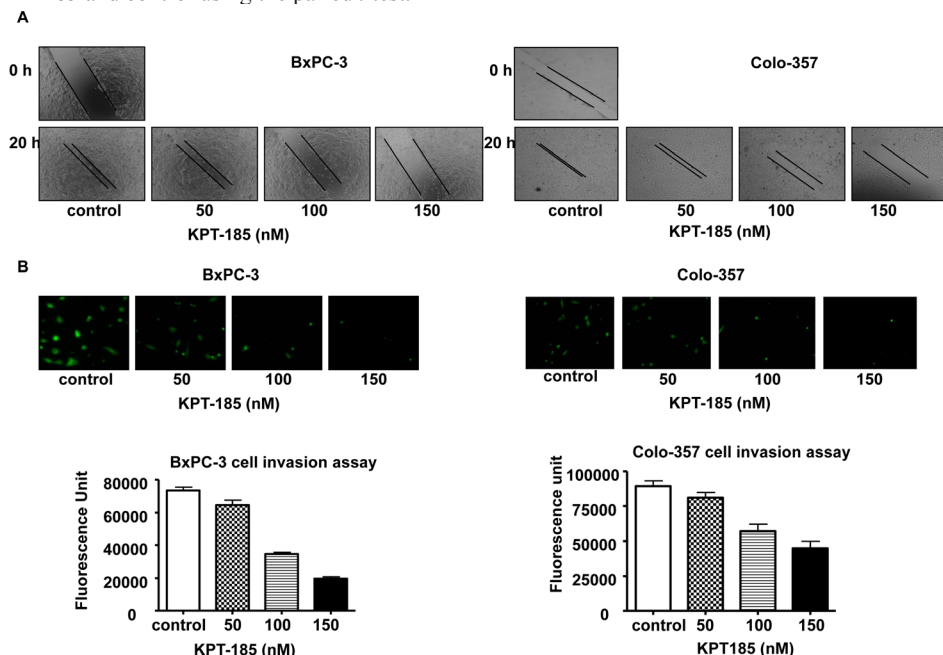 A
BxPC-3
Colo-357
0 h
0 h
20 h
20 h
control
50
100
150
control
50
100
150
KPT-185 (nM)
KPT-185 (nM)
B
BxPC-3
Colo-357
control
50
100
150
control
50
100
150
KPT-185 (nM)
KPT-185 (nM)
BxPC-3 cell invasion assay
Fluorescence Unit
80000
60000
40000
20000
0
control
50
100
150
KPT-185 (nM)
Colo-357 cell invasion assay
Fluorescence unit
100000
75000
50000
25000
0
control
50
100
150
KPT185 (nM)